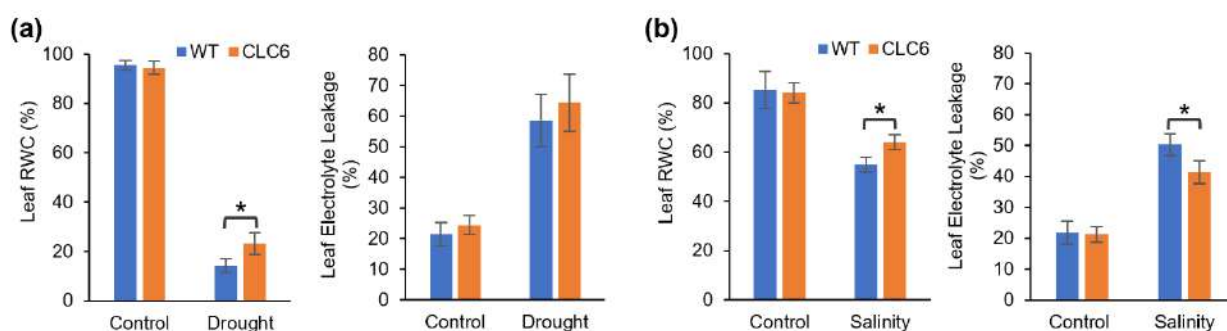 (a)
WT CLC6
Leaf RWC (%)
100
80
60
40
20
0
Control Drought
*
Leaf Electrolyte Leakage
(%)
80
70
60
50
40
30
20
10
0
Control Drought
(b)
WT CLC6
Leaf RWC (%)
100
80
60
40
20
0
Control Salinity
*
Leaf Electrolyte Leakage
(%)
80
70
60
50
40
30
20
10
0
Control Salinity
*